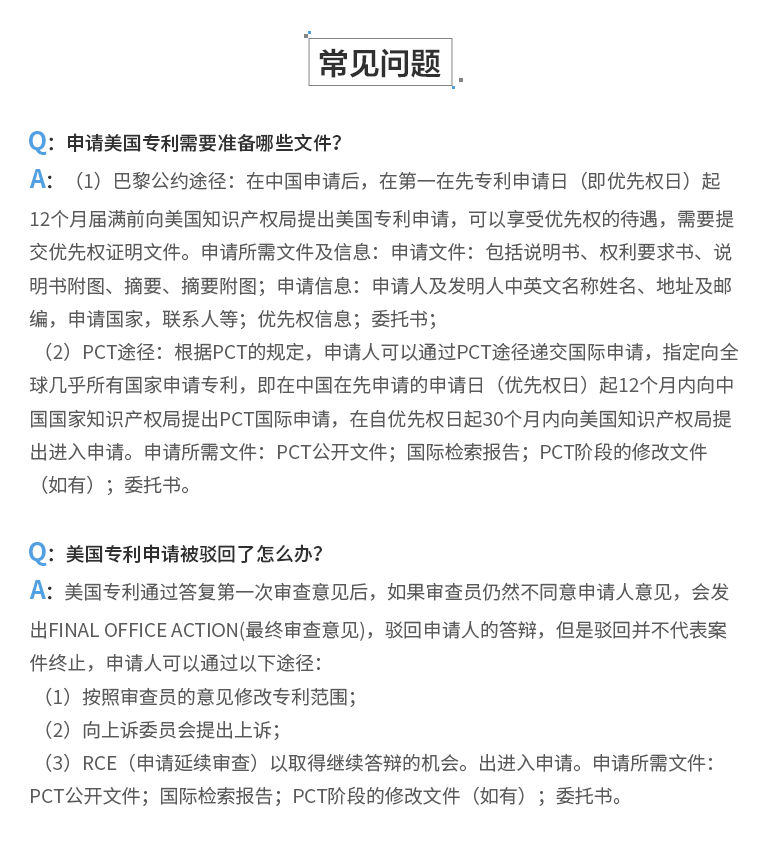 常见问题
Q：申请美国专利需要准备哪些文件？
A：（1）巴黎公约途径：在中国申请后，在第一在先专利申请日（即优先权日）起
12个月届满前向美国知识产权局提出美国专利申请，可以享受优先权的待遇，需要提
交优先权证明文件。申请所需文件及信息：申请文件：包括说明书、权利要求书、说
明书附图、摘要、摘要附图；申请信息：申请人及发明人中英文名称姓名、地址及邮
编，申请国家，联系人等；优先权信息；委托书；
（2）PCT途径：根据PCT的规定，申请人可以通过PCT途径递交国际申请，指定向全
球几乎所有国家申请专利，即在中国在先申请的申请日（优先权日）起12个月内向中
国国家知识产权局提出PCT国际申请，在自优先权日起30个月内向美国知识产权局提
出进入申请。申请所需文件：PCT公开文件；国际检索报告；PCT阶段的修改文件
（如有）；委托书。
Q：美国专利申请被驳回了怎么办？
A：美国专利通过答复第一次审查意见后，如果审查员仍然不同意申请人意见，会发
出FINAL OFFICE ACTION(最终审查意见)，驳回申请人的答辩，但是驳回并不代表案
件终止，申请人可以通过以下途径：
（1）按照审查员的意见修改专利范围；
（2）向上诉委员会提出上诉；
（3）RCE（申请延续审查）以取得继续答辩的机会。出进入申请。申请所需文件：
PCT公开文件；国际检索报告；PCT阶段的修改文件（如有）；委托书。